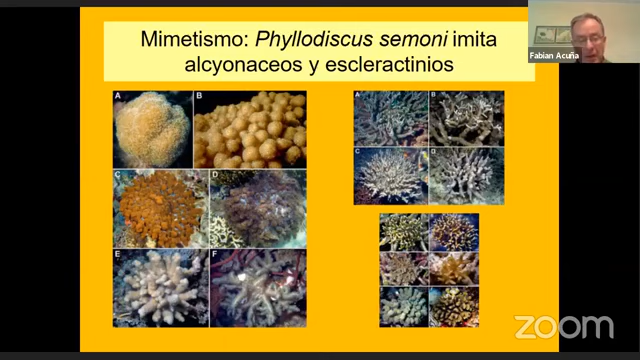 Mimetismo: Phyllodiscus semoni imita
alcyonaceos y escleractinios
Fabian Acuña
A
B
C
D
E
F
A
B
C
D
zoom